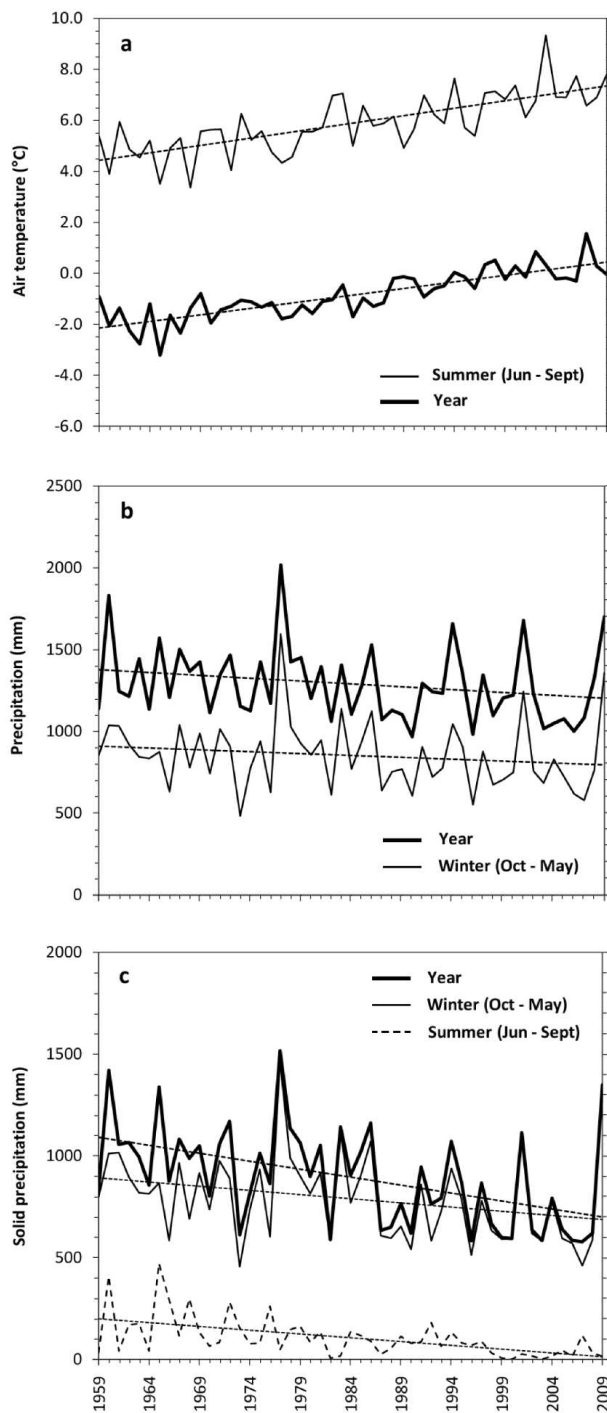 a
10.0
8.0
6.0
4.0
2.0
0.0
-2.0
-4.0
-6.0
Air temperature (°C)
Summer (Jun - Sept)
Year
b
2500
2000
1500
1000
500
0
Precipitation (mm)
Year
Winter (Oct - May)
c
2000
1500
1000
500
0
Solid precipitation (mm)
Year
Winter (Oct - May)
Summer (Jun - Sept)
1959
1964
1969
1974
1979
1984
1989
1994
1999
2004
2009